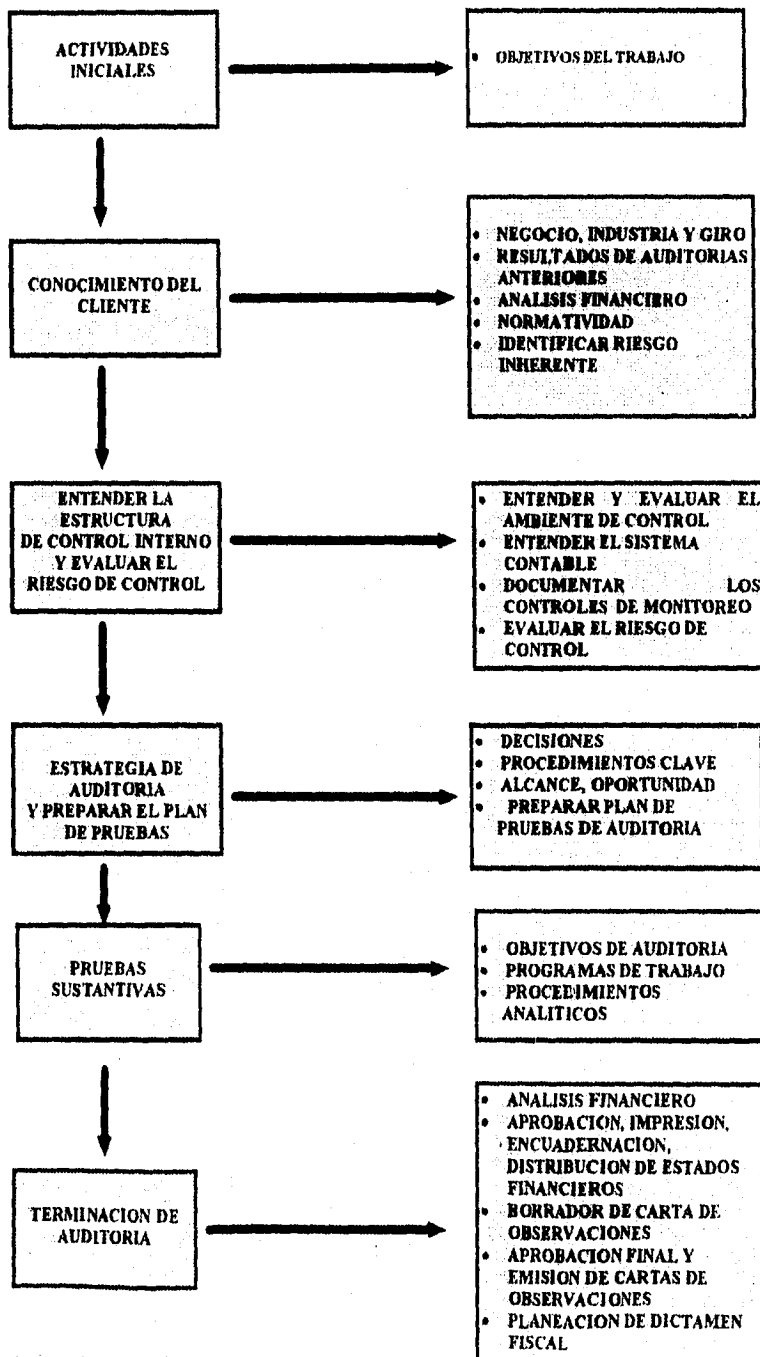 ACTIVIDADES
INICIALES
• OBJETIVOS DEL TRABAJO
CONOCIMIENTO DEL
CLIENTE
• NEGOCIO, INDUSTRIA Y GIRO
• RESULTADOS DE AUDITORIAS
ANTERIORES
• ANALISIS FINANCIERO
• NORMATIVIDAD
• IDENTIFICAR RIESGO
INHERENTE
ENTENDER LA
ESTRUCTURA
DE CONTROL INTERNO
Y EVALUAR EL
RIESGO DE CONTROL
• ENTENDER Y EVALUAR EL
AMBIENTE DE CONTROL
• ENTENDER EL SISTEMA
CONTABLE
• DOCUMENTAR LOS
CONTROLES DE MONITOREO
• EVALUAR EL RIESGO DE
CONTROL
ESTRATEGIA DE
AUDITORIA
Y PREPARAR EL PLAN
DE PRUEBAS
• DECISIONES
• PROCEDIMIENTOS CLAVE
• ALCANCE, OPORTUNIDAD
• PREPARAR PLAN DE
PRUEBAS DE AUDITORIA
PRUEBAS
SUSTANTIVAS
• OBJETIVOS DE AUDITORIA
• PROGRAMAS DE TRABAJO
• PROCEDIMIENTOS
ANALITICOS
TERMINACION DE
AUDITORIA
• ANALISIS FINANCIERO
• APROBACION, IMPRESION,
ENCUADERNACION,
DISTRIBUCION DE ESTADOS
FINANCIEROS
• BORRADOR DE CARTA DE
OBSERVACIONES
• APROBACION FINAL Y
EMISION DE CARTAS DE
OBSERVACIONES
• PLANEACION DE DICTAMEN
FISCAL